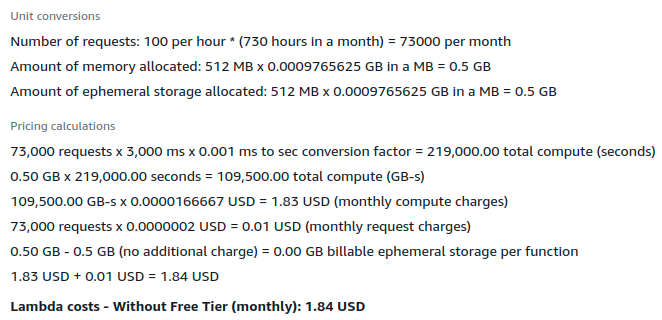 Unit conversions
Number of requests: 100 per hour * (730 hours in a month) = 73000 per month
Amount of memory allocated: 512 MB x 0.0009765625 GB in a MB = 0.5 GB
Amount of ephemeral storage allocated: 512 MB x 0.0009765625 GB in a MB = 0.5 GB
Pricing calculations
73,000 requests x 3,000 ms x 0.001 ms to sec conversion factor = 219,000.00 total compute (seconds)
0.50 GB x 219,000.00 seconds = 109,500.00 total compute (GB-s)
109,500.00 GB-s x 0.0000166667 USD = 1.83 USD (monthly compute charges)
73,000 requests x 0.0000002 USD = 0.01 USD (monthly request charges)
0.50 GB - 0.5 GB (no additional charge) = 0.00 GB billable ephemeral storage per function
1.83 USD + 0.01 USD = 1.84 USD
Lambda costs - Without Free Tier (monthly): 1.84 USD